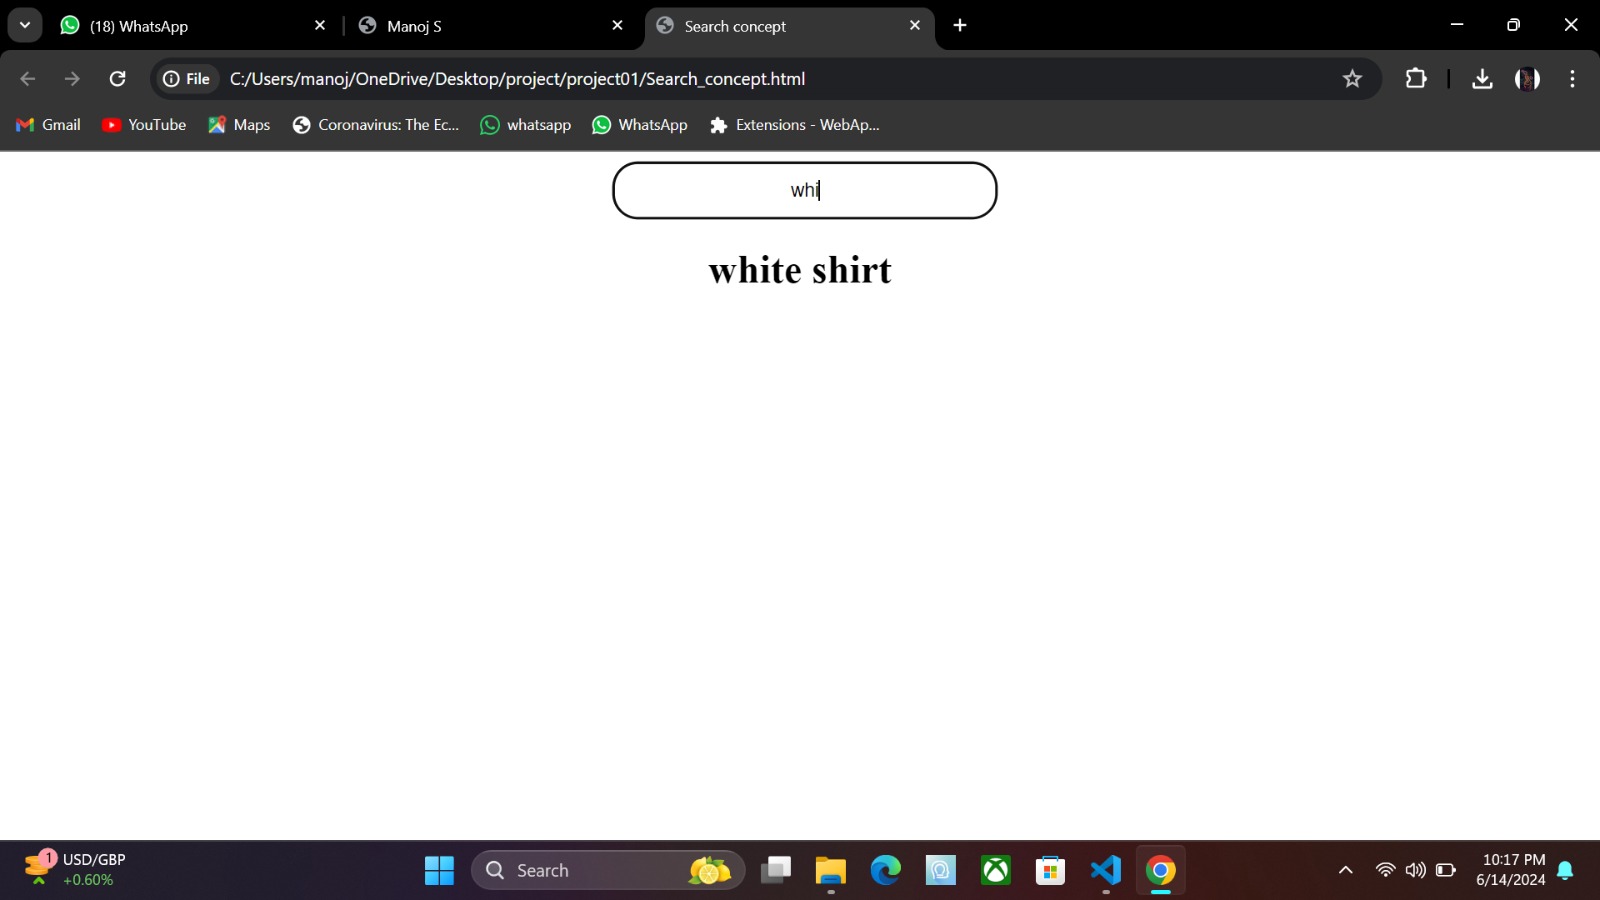 (18) WhatsApp
Manoj S
Search concept
File
C:/Users/manoj/OneDrive/Desktop/project/project01/Search_concept.html
Gmail
YouTube
Maps
Coronavirus: The Ec...
whatsapp
WhatsApp
Extensions - WebAp...
whi
white shirt
1
USD/GBP
+0.60%
Search
10:17 PM
6/14/2024